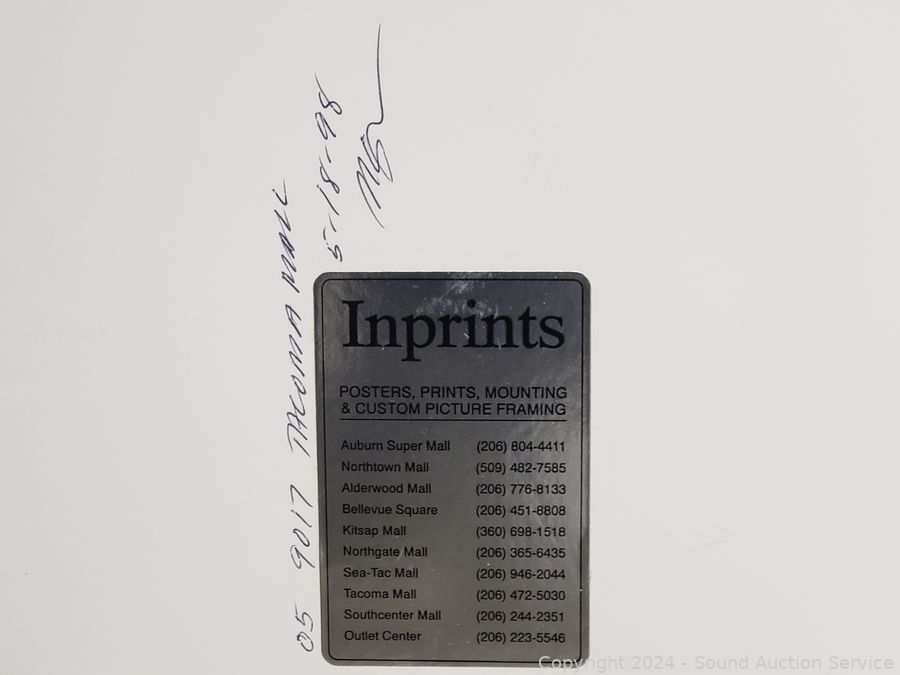 05 9017 TACOMA MALL
5-18-98
Inprints
POSTERS, PRINTS, MOUNTING
& CUSTOM PICTURE FRAMING
Auburn Super Mall (206) 804-4411
Northtown Mall (509) 482-7585
Alderwood Mall (206) 776-8133
Bellevue Square (206) 451-8808
Kitsap Mall (360) 698-1518
Northgate Mall (206) 365-6435
Sea-Tac Mall (206) 946-2044
Tacoma Mall (206) 472-5030
Southcenter Mall (206) 244-2351
Outlet Center (206) 223-5546
Copyright 2024 - Sound Auction Service